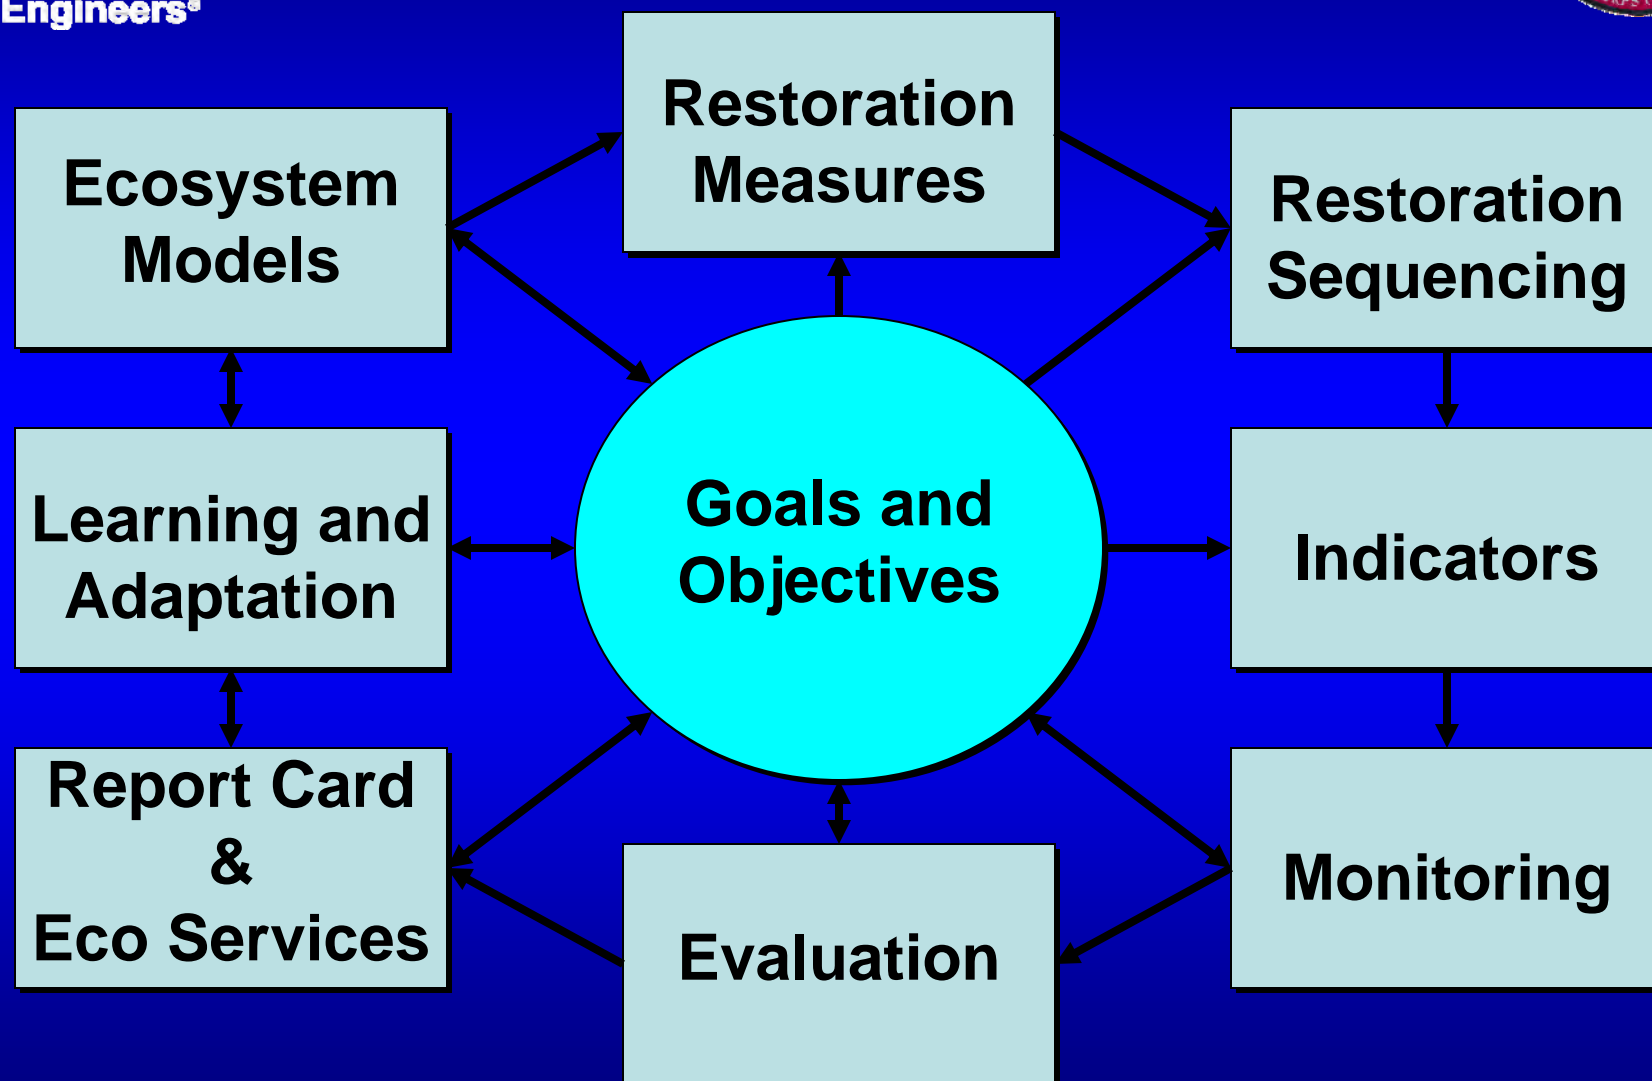 Engineers®
Restoration
Measures
Ecosystem
Models
Restoration
Sequencing
Learning and
Adaptation
Goals and
Objectives
Indicators
Report Card
&
Eco Services
Evaluation
Monitoring